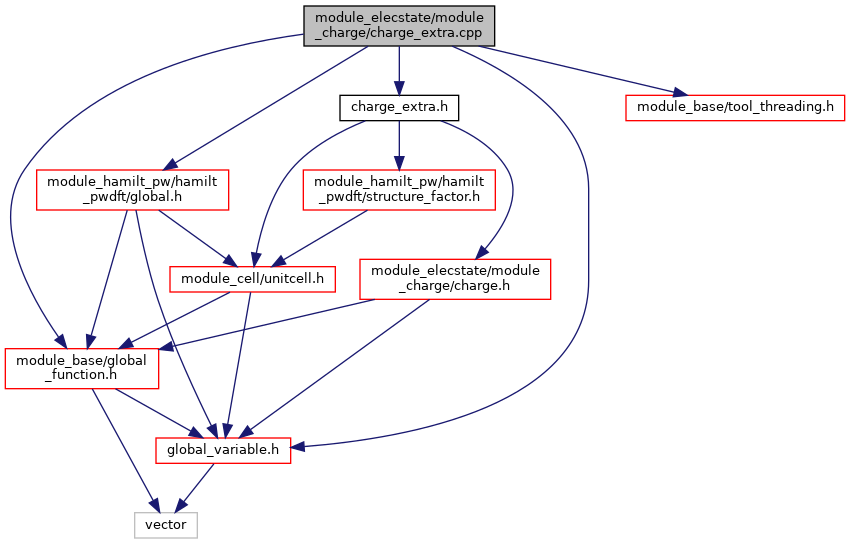 module_elecstate/module
_charge/charge_extra.cpp
charge_extra.h
module_base/tool_threading.h
module_hamilt_pw/hamilt
_pwdft/global.h
module_hamilt_pw/hamilt
_pwdft/structure_factor.h
module_cell/unitcell.h
module_elecstate/module
_charge/charge.h
module_base/global
_function.h
global_variable.h
vector